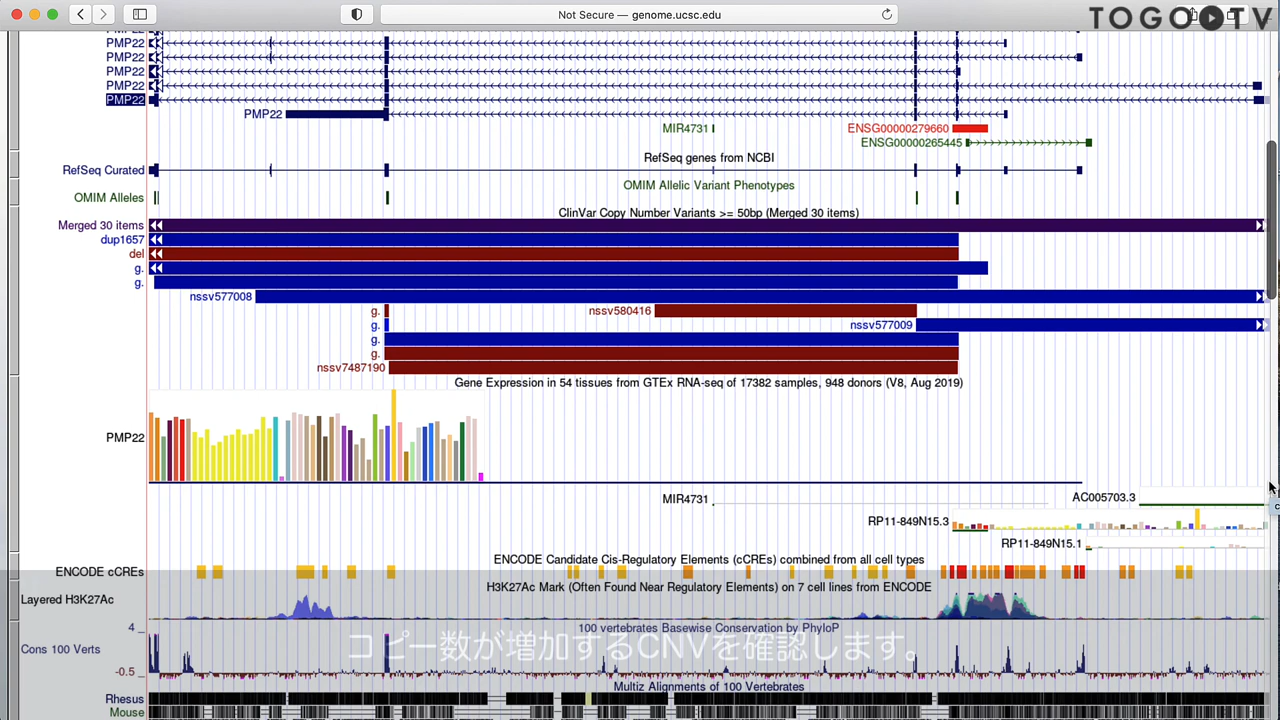 Not Secure — genome.ucsc.edu
TOGO TV
PMP22
PMP22
PMP22
PMP22
PMP22
PMP22
PMP22
MIR4731
ENSG00000279660
ENSG00000265445
RefSeq genes from NCBI
RefSeq Curated
OMIM Allelic Variant Phenotypes
OMIM Alleles
ClinVar Copy Number Variants >= 50bp (Merged 30 items)
Merged 30 items
dup1657
del
g.
g.
nssv577008
g. nssv580416
g. nssv577009
g.
g.
nssv7487190
Gene Expression in 54 tissues from GTEx RNA-seq of 17382 samples, 948 donors (V8, Aug 2019)
PMP22
MIR4731
AC005703.3
RP11-849N15.3
RP11-849N15.1
ENCODE Candidate Cis-Regulatory Elements (cCREs) combined from all cell types
ENCODE cCREs
H3K27Ac Mark (Often Found Near Regulatory Elements) on 7 cell lines from ENCODE
Layered H3K27Ac
100 vertebrates Basewise Conservation by PhyloP
4
Cons 100 Verts
-0.5
コピー数が増加するCNVを確認します。
Multiz Alignments of 100 Vertebrates
Rhesus
Mouse